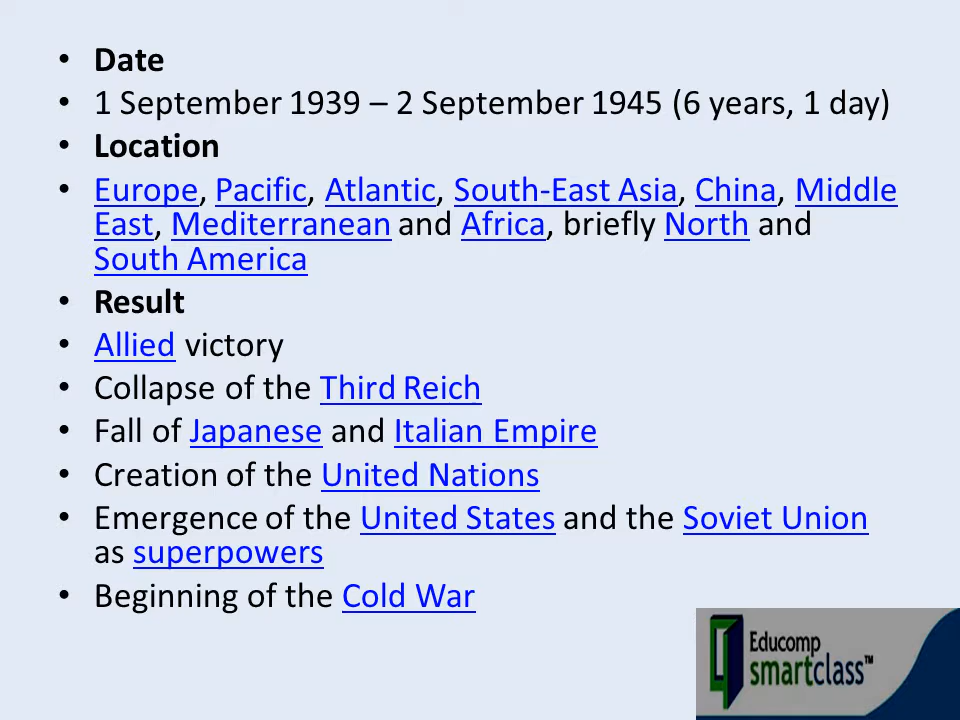 • Date
• 1 September 1939 – 2 September 1945 (6 years, 1 day)
• Location
• Europe, Pacific, Atlantic, South-East Asia, China, Middle
East, Mediterranean and Africa, briefly North and
South America
• Result
• Allied victory
• Collapse of the Third Reich
• Fall of Japanese and Italian Empire
• Creation of the United Nations
• Emergence of the United States and the Soviet Union
as superpowers
• Beginning of the Cold War
Educomp
smartclass™